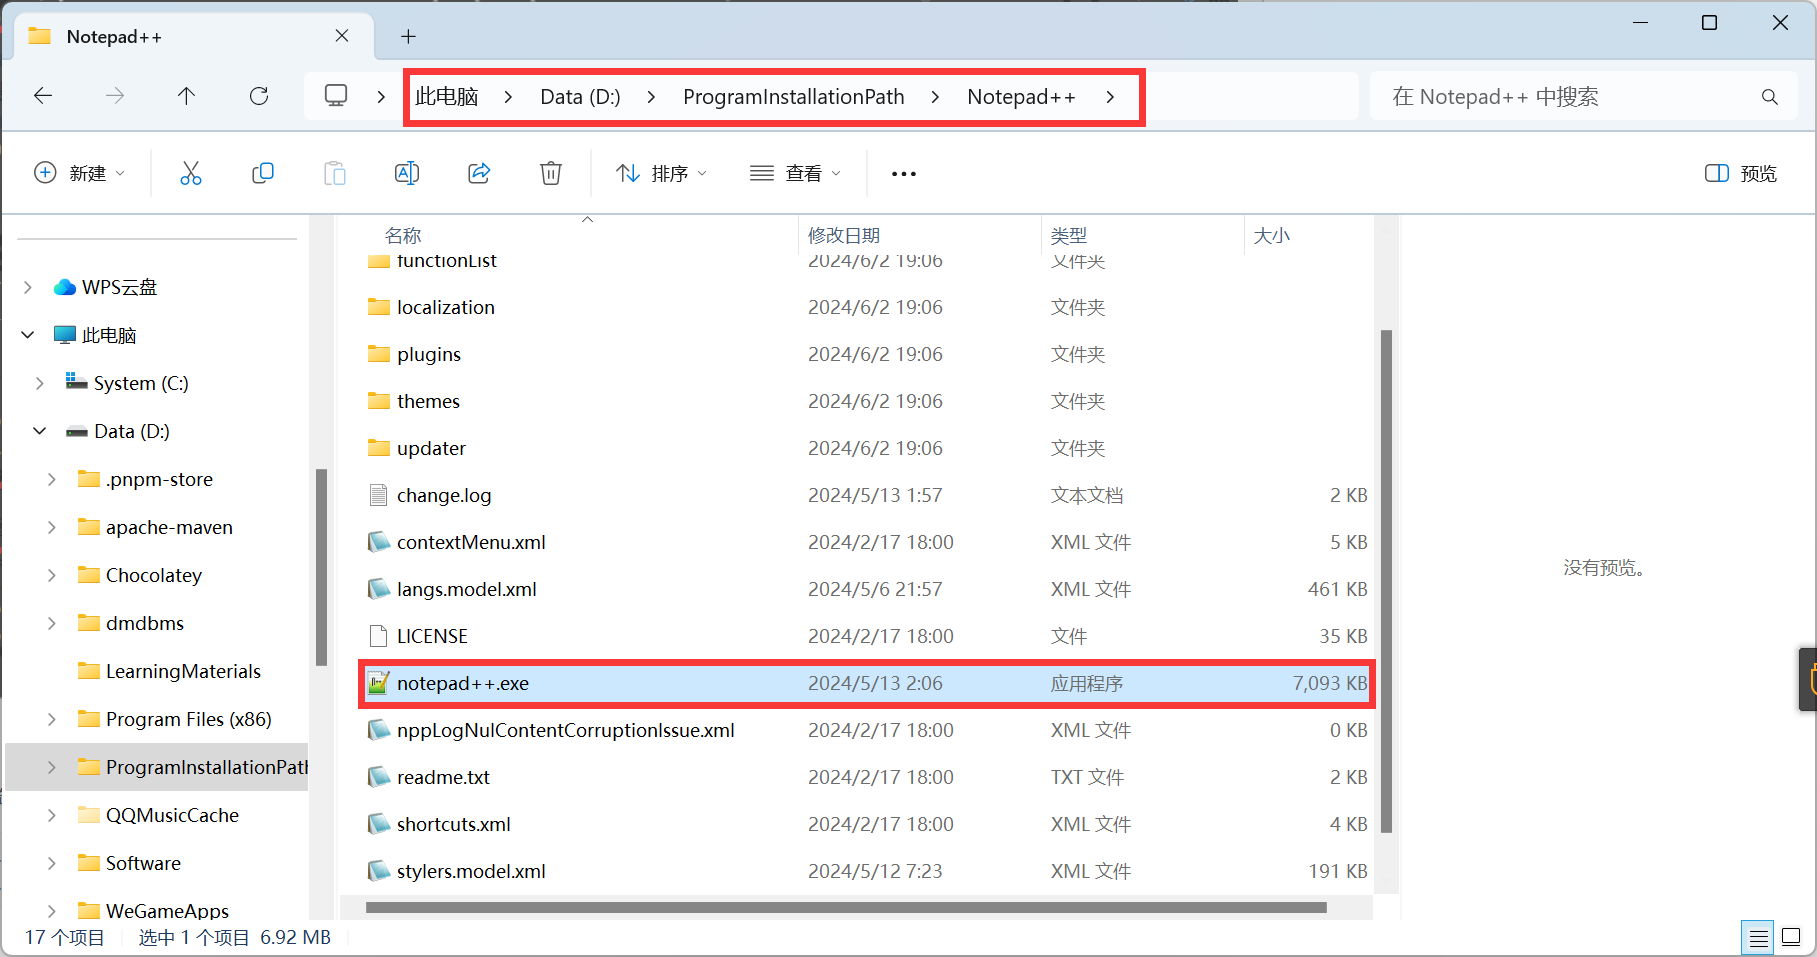 Notepad++
此电脑 Data (D:) ProgramInstallationPath Notepad++
在 Notepad++ 中搜索
新建 排序 查看 ••• 预览
名称 修改日期 类型 大小
WPS云盘
此电脑
System (C:)
Data (D:)
.pnpm-store
apache-maven
Chocolatey
dmdbms
LearningMaterials
Program Files (x86)
ProgramInstallationPath
QQMusicCache
Software
WeGameApps
functionList 2024/6/2 19:06 文件夹
localization 2024/6/2 19:06 文件夹
plugins 2024/6/2 19:06 文件夹
themes 2024/6/2 19:06 文件夹
updater 2024/6/2 19:06 文件夹
change.log 2024/5/13 1:57 文本文档 2 KB
contextMenu.xml 2024/2/17 18:00 XML 文件 5 KB
langs.model.xml 2024/5/6 21:57 XML 文件 461 KB
LICENSE 2024/2/17 18:00 文件 35 KB
notepad++.exe 2024/5/13 2:06 应用程序 7,093 KB
nppLogNulContentCorruptionIssue.xml 2024/2/17 18:00 XML 文件 0 KB
readme.txt 2024/2/17 18:00 TXT 文件 2 KB
shortcuts.xml 2024/2/17 18:00 XML 文件 4 KB
stylers.model.xml 2024/5/12 7:23 XML 文件 191 KB
没有预览。
17 个项目 选中 1 个项目 6.92 MB